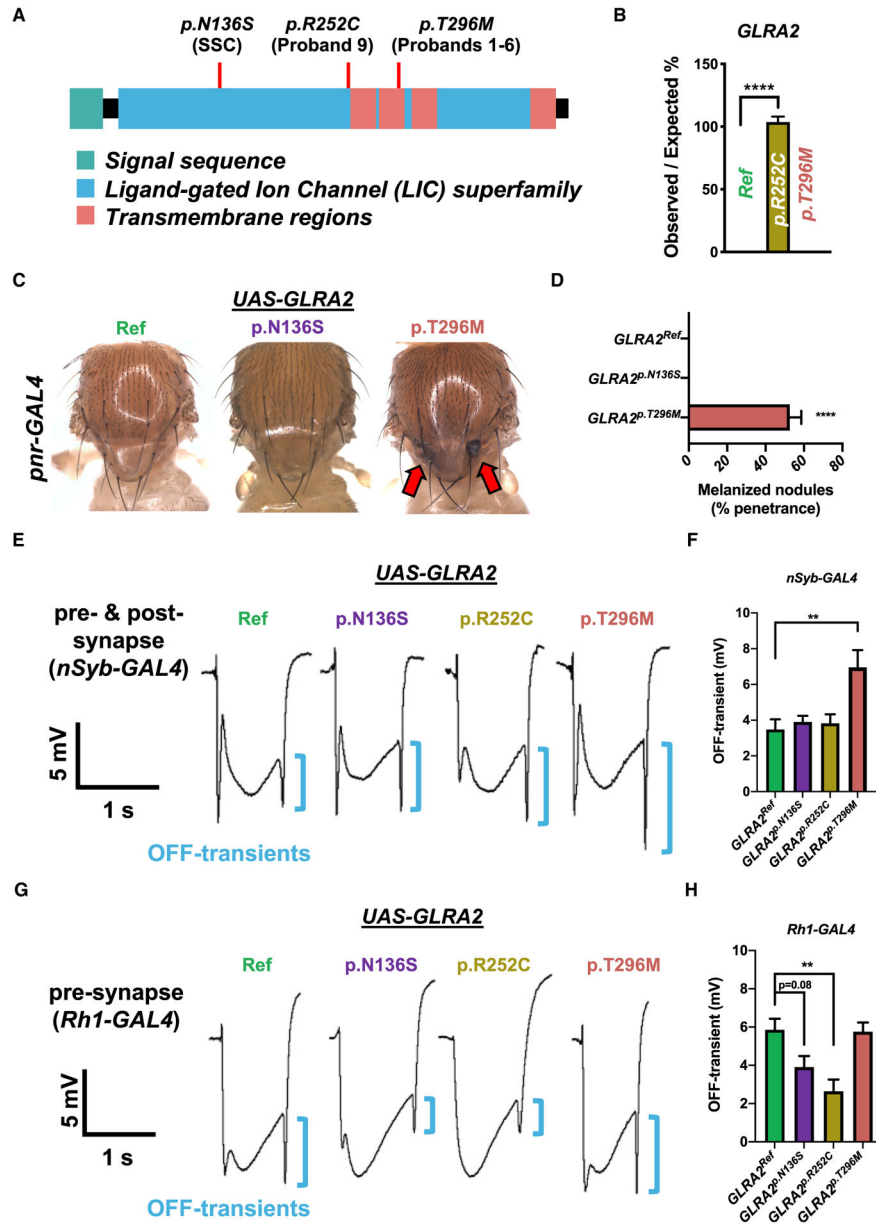 A
p.N136S p.R252C p.T296M
(SSC) (Proband 9) (Probands 1-6)
Signal sequence
Ligand-gated Ion Channel (LIC) superfamily
Transmembrane regions
B
GLRA2
Observed / Expected %
150
100
50
0
****
Ref
p.R252C
p.T296M
C
UAS-GLRA2
Ref p.N136S p.T296M
pnr-GAL4
D
GLRA2Ref
GLRA2p.N136S
GLRA2p.T296M
****
0 20 40 60 80
Melanized nodules
(% penetrance)
E
UAS-GLRA2
pre- & post-
synapse
(nSyb-GAL4)
Ref p.N136S p.R252C p.T296M
5 mV
1 s
OFF-transients
F
nSyb-GAL4
OFF-transient (mV)
10
8
6
4
2
0
**
GLRA2Ref
GLRA2p.N136S
GLRA2p.R252C
GLRA2p.T296M
G
UAS-GLRA2
pre-synapse
(Rh1-GAL4)
Ref p.N136S p.R252C p.T296M
5 mV
1 s
OFF-transients
H
Rh1-GAL4
OFF-transient (mV)
10
8
6
4
2
0
**
p=0.08
GLRA2Ref
GLRA2p.N136S
GLRA2p.R252C
GLRA2p.T296M